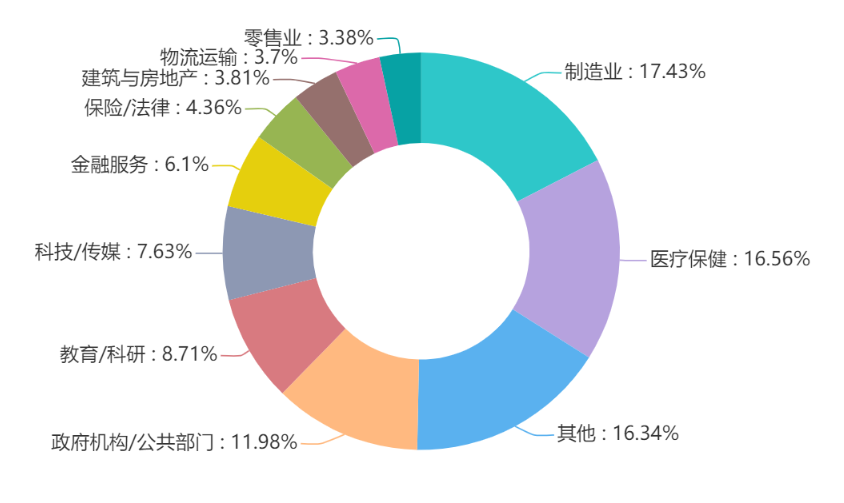 零售业 : 3.38%
物流运输 : 3.7%
建筑与房地产 : 3.81%
保险/法律 : 4.36%
金融服务 : 6.1%
科技/传媒 : 7.63%
教育/科研 : 8.71%
政府机构/公共部门 : 11.98%
制造业 : 17.43%
医疗保健 : 16.56%
其他 : 16.34%